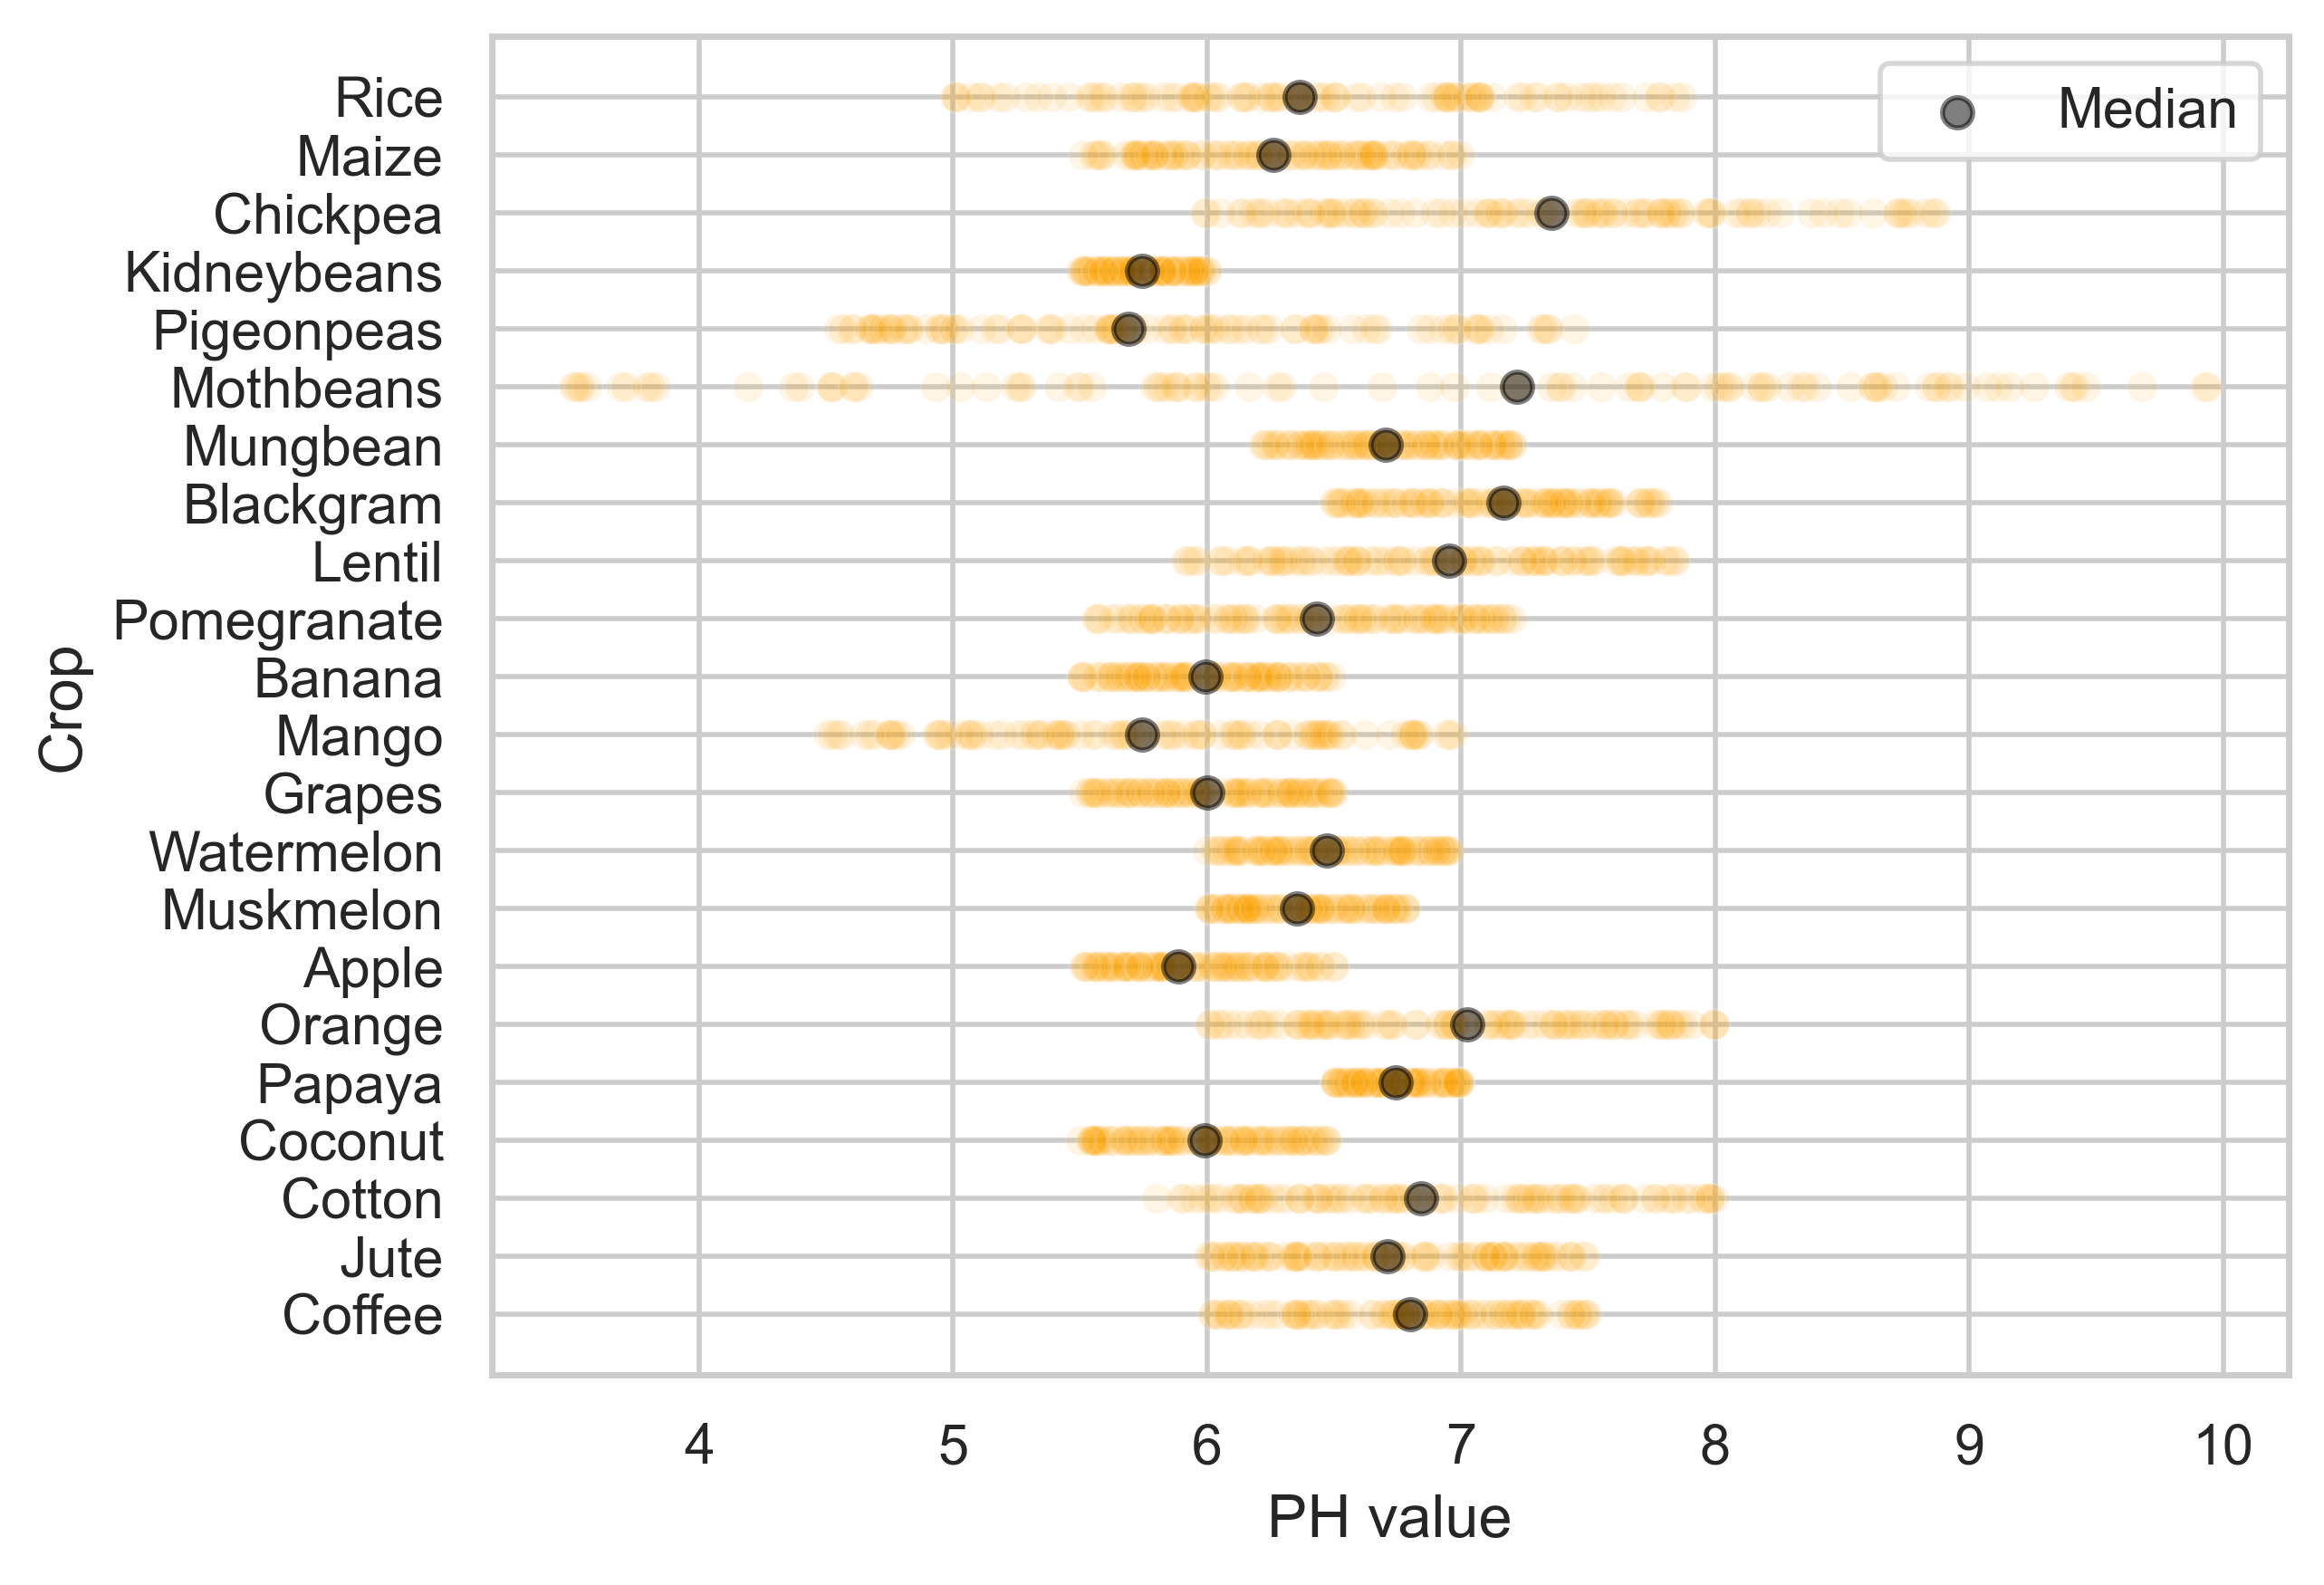 Median
Rice
Maize
Chickpea
Kidneybeans
Pigeonpeas
Mothbeans
Mungbean
Blackgram
Lentil
Pomegranate
Banana
Mango
Grapes
Watermelon
Muskmelon
Apple
Orange
Papaya
Coconut
Cotton
Jute
Coffee
Crop
4 5 6 7 8 9 10
PH value